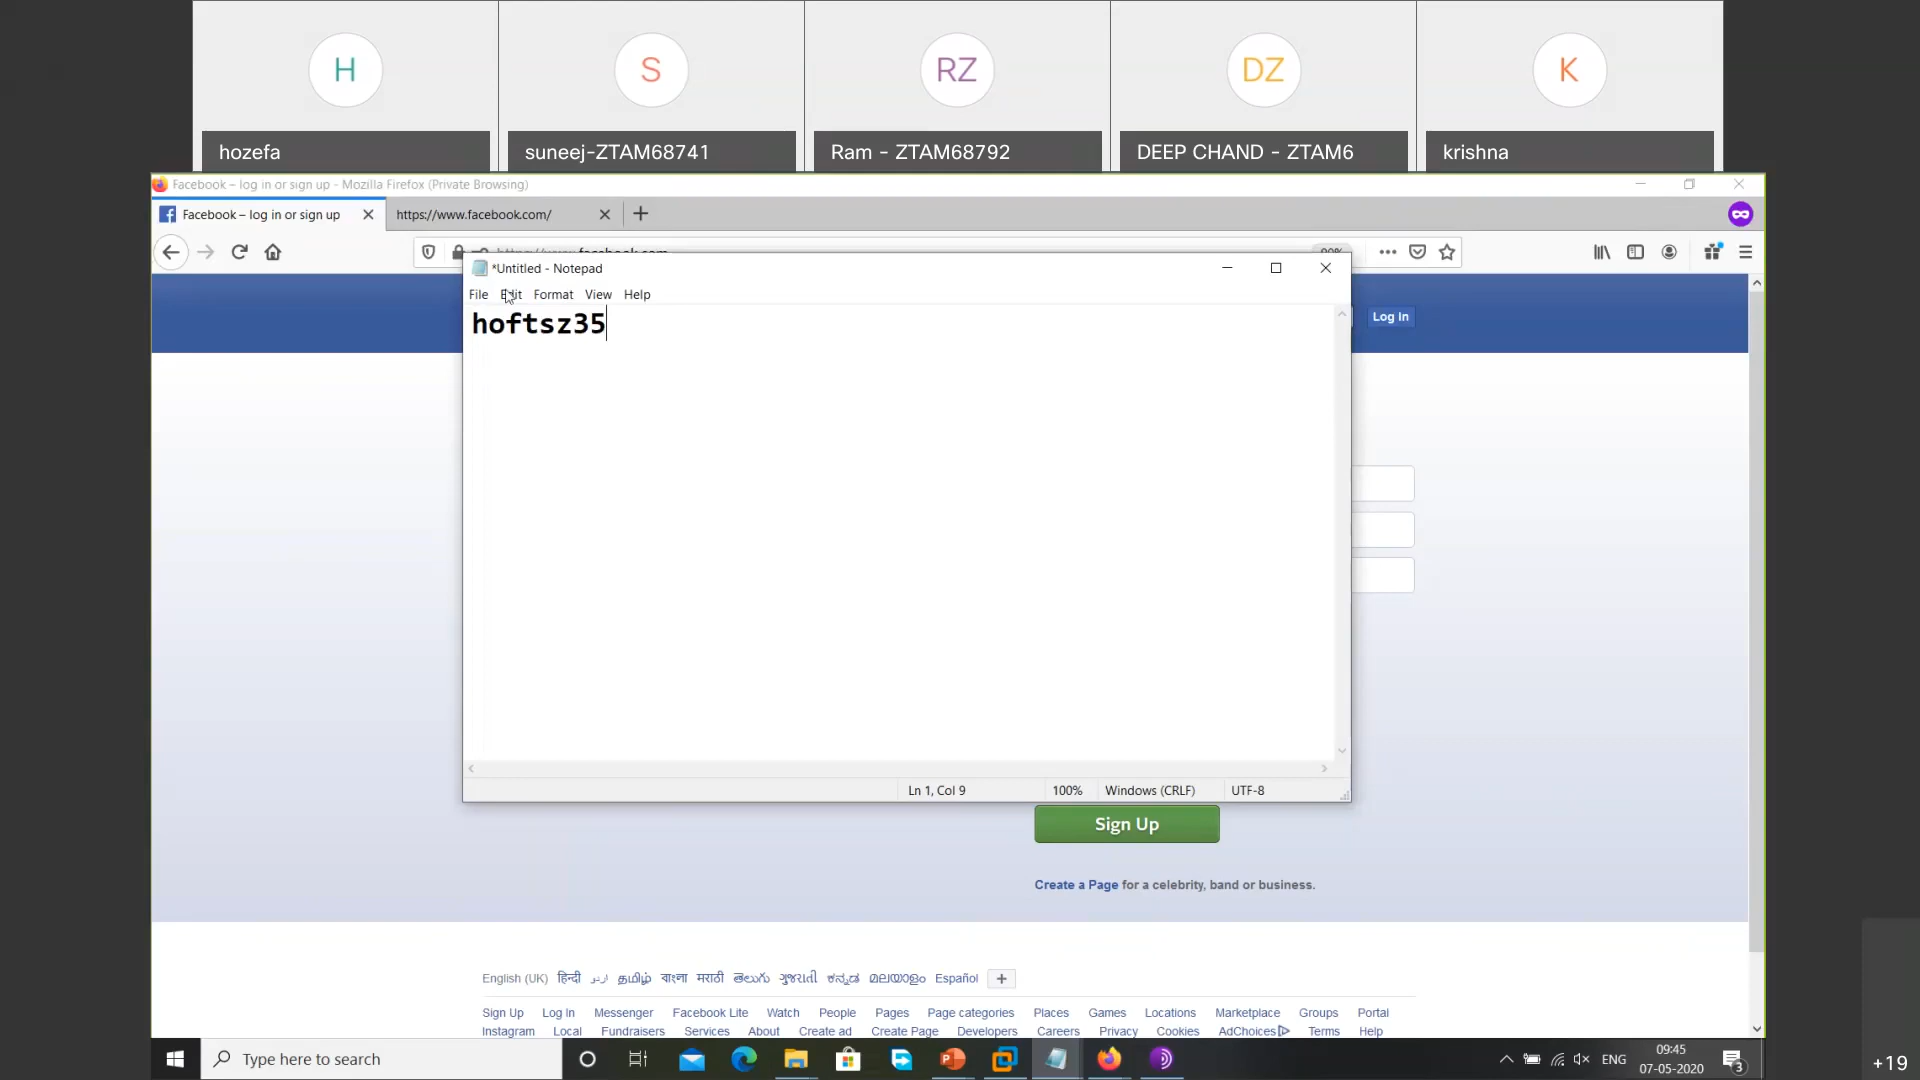 H S RZ DZ K
hozefa suneej-ZTAM68741 Ram - ZTAM68792 DEEP CHAND - ZTAM6 krishna
Facebook – log in or sign up - Mozilla Firefox (Private Browsing)
Facebook – log in or sign up https://www.facebook.com/
*Untitled - Notepad
File Edit Format View Help
Log In
hoftsz35
Ln 1, Col 9 100% Windows (CRLF) UTF-8
Sign Up
Create a Page for a celebrity, band or business.
English (UK) हिन्दी اردو தமிழ் বাংলা मराठी తెలుగు ગુજરાતી ಕನ್ನಡ മലയാളം Español
Sign Up Log In Messenger Facebook Lite Watch People Pages Page categories Places Games Locations Marketplace Groups Portal
Instagram Local Fundraisers Services About Create ad Create Page Developers Careers Privacy Cookies AdChoices Terms Help
Type here to search ENG 09:45
07-05-2020 3
+19